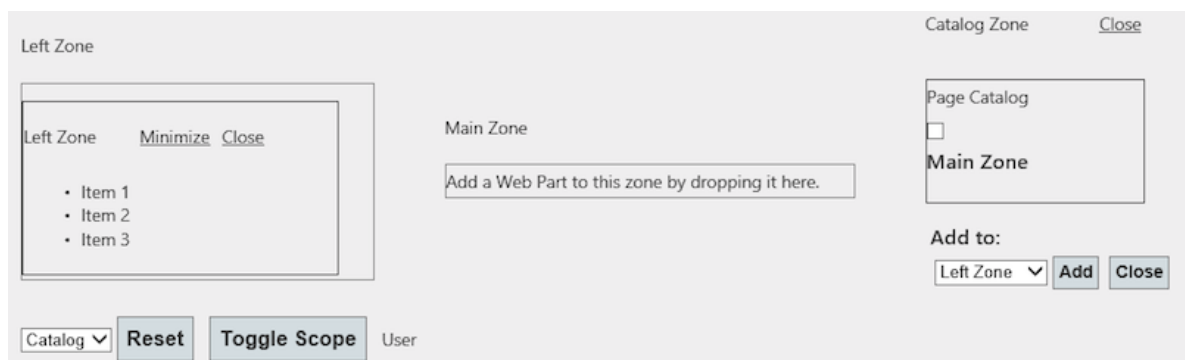 Left Zone
Left Zone Minimize Close
• Item 1
• Item 2
• Item 3
Main Zone
Add a Web Part to this zone by dropping it here.
Catalog Zone Close
Page Catalog
Main Zone
Add to:
Left Zone Add Close
Catalog Reset Toggle Scope User